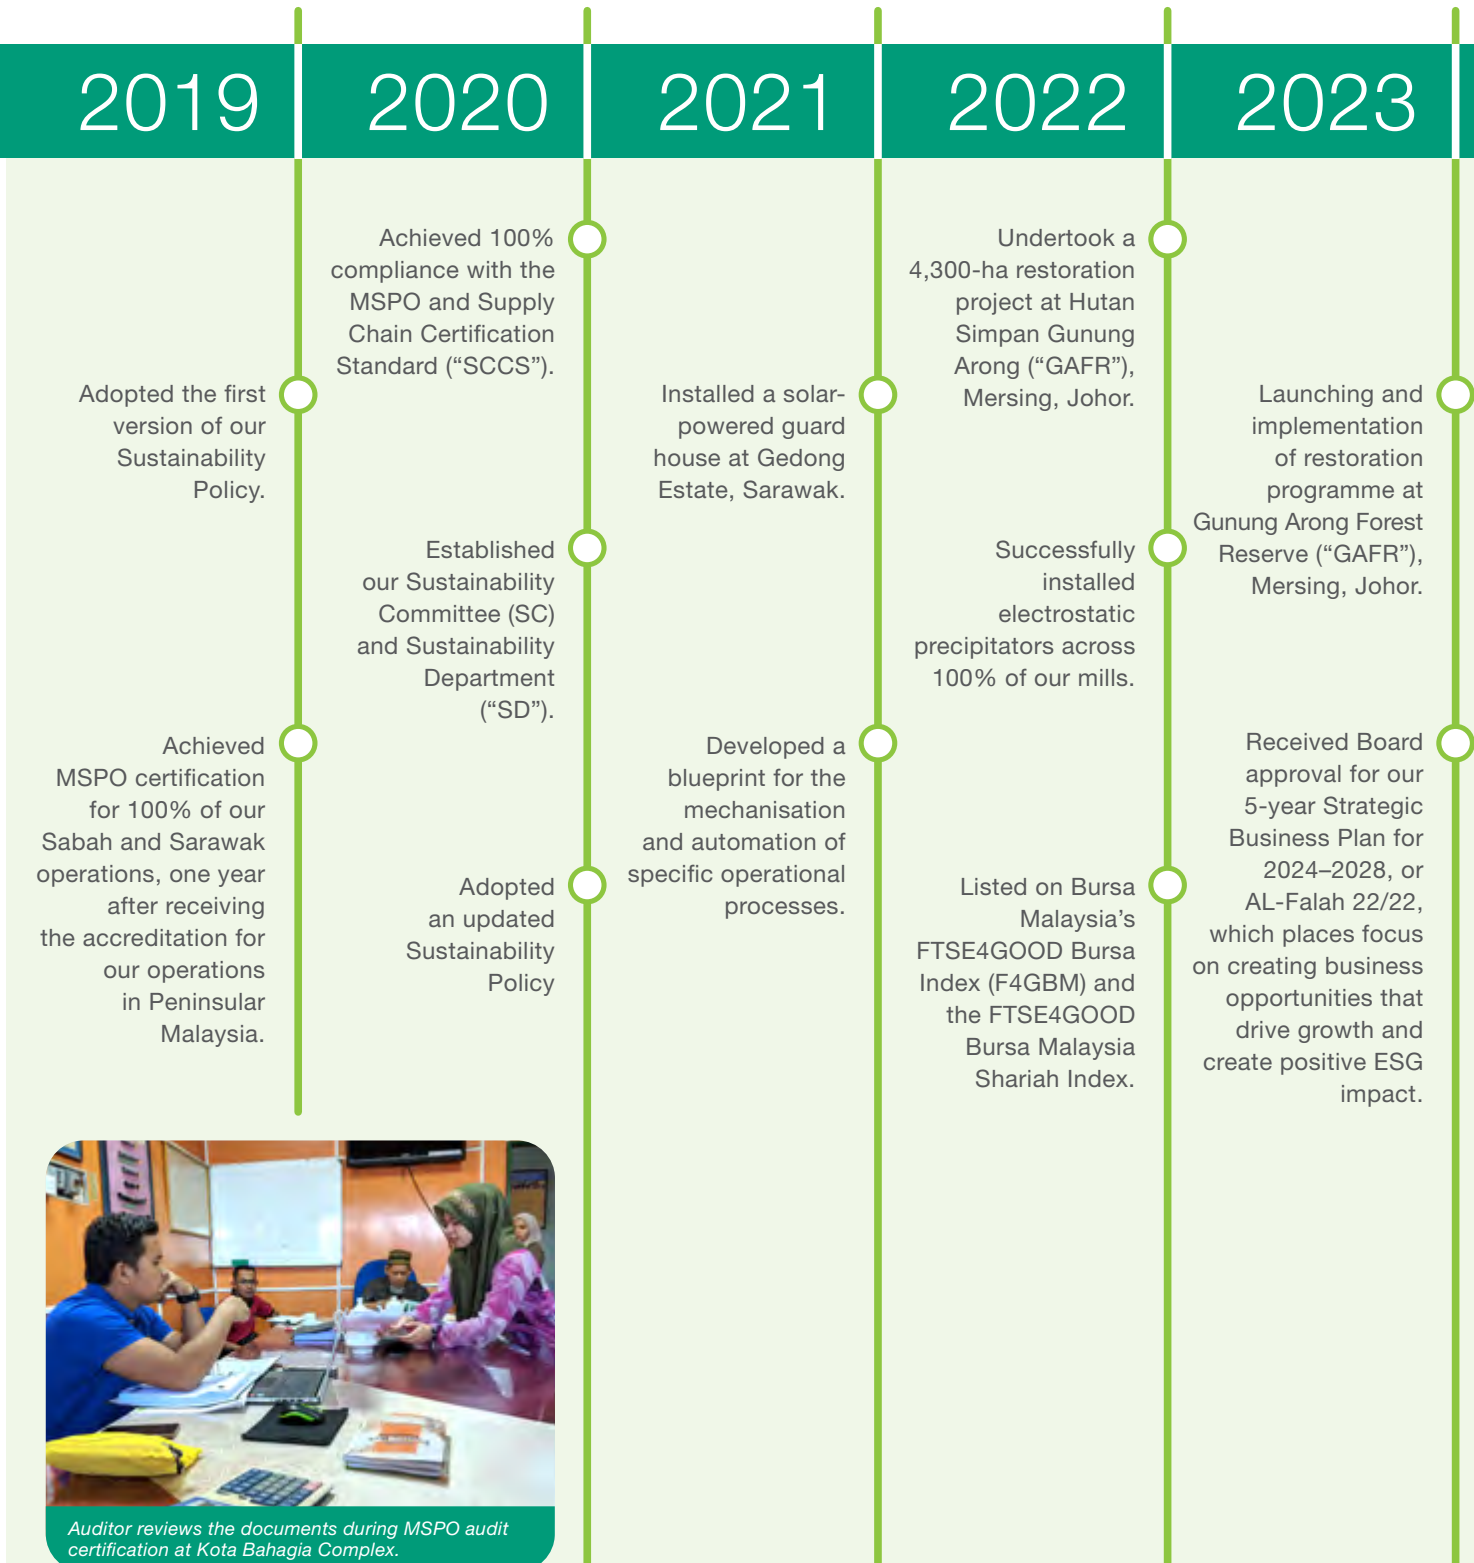 2019
2020
2021
2022
2023
Adopted the first
version of our
Sustainability
Policy.
Achieved
MSPO certification
for 100% of our
Sabah and Sarawak
operations, one year
after receiving
the accreditation for
our operations
in Peninsular
Malaysia.
Achieved 100%
compliance with the
MSPO and Supply
Chain Certification
Standard (“SCCS”).
Established
our Sustainability
Committee (SC)
and Sustainability
Department
(“SD”).
Adopted
an updated
Sustainability
Policy
Installed a solar-
powered guard
house at Gedong
Estate, Sarawak.
Developed a
blueprint for the
mechanisation
and automation of
specific operational
processes.
Undertook a
4,300-ha restoration
project at Hutan
Simpan Gunung
Arong (“GAFR”),
Mersing, Johor.
Successfully
installed
electrostatic
precipitators across
100% of our mills.
Listed on Bursa
Malaysia’s
FTSE4GOOD Bursa
Index (F4GBM) and
the FTSE4GOOD
Bursa Malaysia
Shariah Index.
Launching and
implementation
of restoration
programme at
Gunung Arong Forest
Reserve (“GAFR”),
Mersing, Johor.
Received Board
approval for our
5-year Strategic
Business Plan for
2024–2028, or
AL-Falah 22/22,
which places focus
on creating business
opportunities that
drive growth and
create positive ESG
impact.
Auditor reviews the documents during MSPO audit
certification at Kota Bahagia Complex.